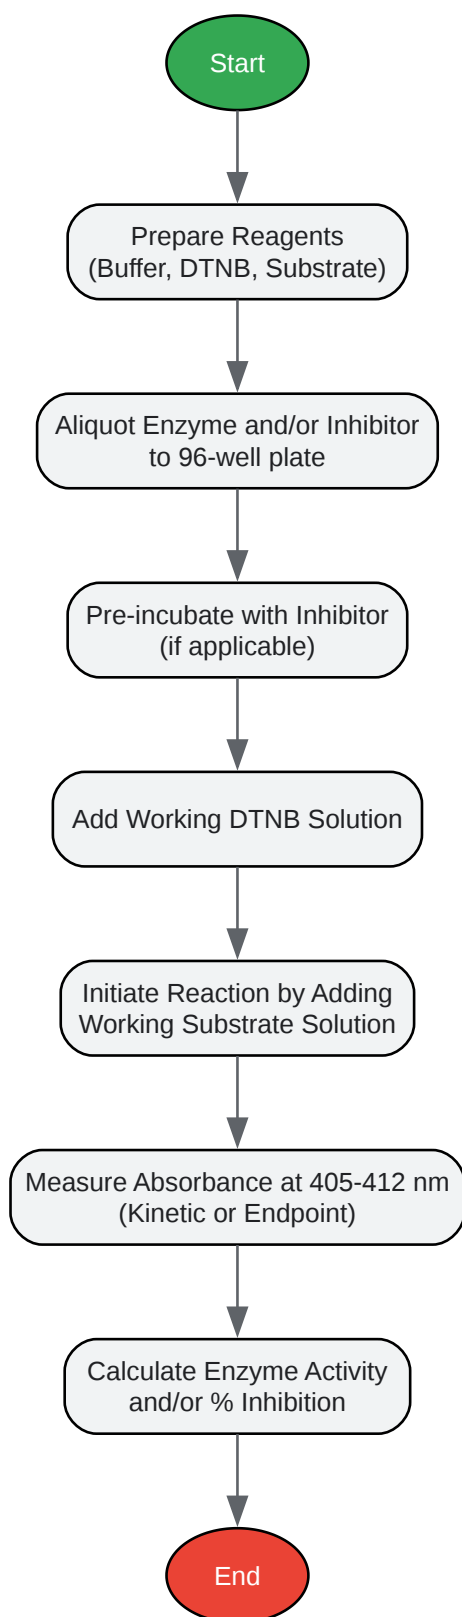 Start
Prepare Reagents
(Buffer, DTNB, Substrate)
Aliquot Enzyme and/or Inhibitor
to 96-well plate
Pre-incubate with Inhibitor
(if applicable)
Add Working DTNB Solution
Initiate Reaction by Adding
Working Substrate Solution
Measure Absorbance at 405-412 nm
(Kinetic or Endpoint)
Calculate Enzyme Activity
and/or % Inhibition
End